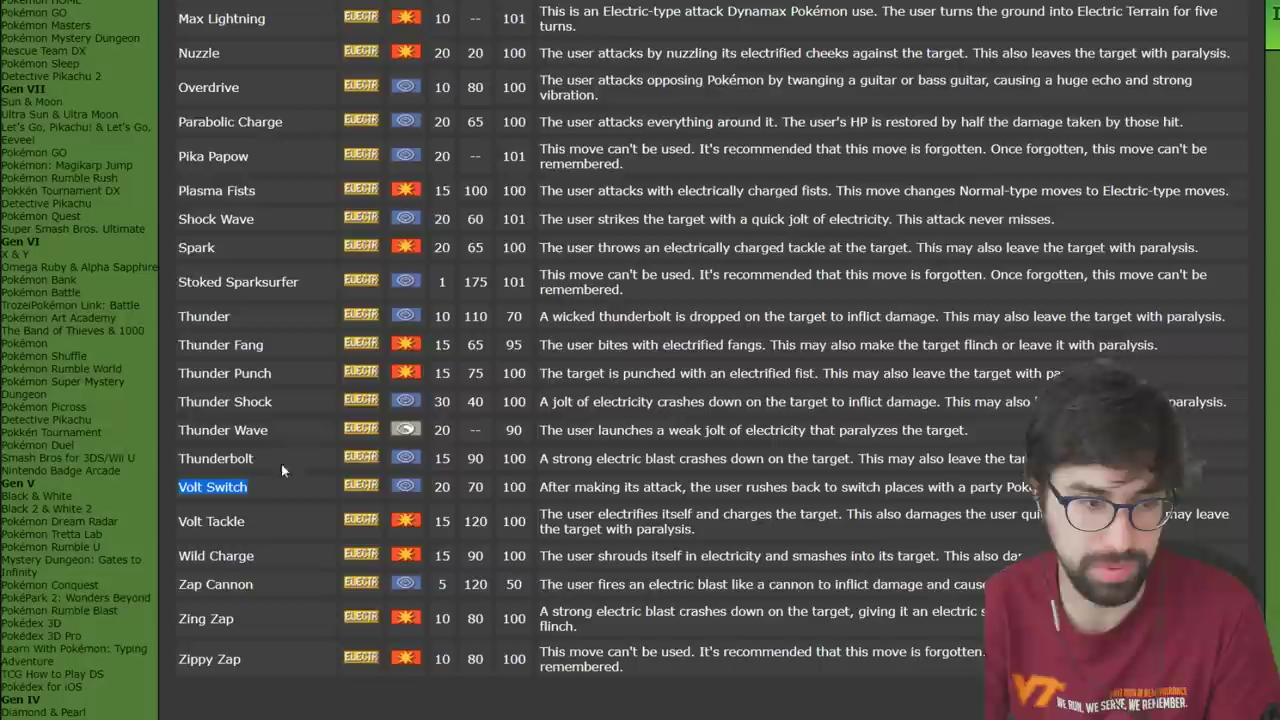 Pokémon HOME
Pokémon GO
Pokémon Masters
Pokémon Mystery Dungeon
Rescue Team DX
Pokémon Sleep
Detective Pikachu 2
Gen VII
Sun & Moon
Ultra Sun & Ultra Moon
Let's Go, Pikachu! & Let's Go,
Eevee!
Pokémon GO
Pokémon: Magikarp Jump
Pokémon Rumble Rush
Pokkén Tournament DX
Detective Pikachu
Pokémon Quest
Super Smash Bros. Ultimate
Gen VI
X & Y
Omega Ruby & Alpha Sapphire
Pokémon Bank
Pokémon Battle
TrozeiPokémon Link: Battle
Pokémon Art Academy
The Band of Thieves & 1000
Pokémon
Pokémon Shuffle
Pokémon Rumble World
Pokémon Super Mystery
Dungeon
Pokémon Picross
Detective Pikachu
Pokkén Tournament
Pokémon Duel
Smash Bros for 3DS/Wii U
Nintendo Badge Arcade
Gen V
Black & White
Black 2 & White 2
Pokémon Dream Radar
Pokémon Tretta Lab
Pokémon Rumble U
Mystery Dungeon: Gates to
Infinity
Pokémon Conquest
PokéPark 2: Wonders Beyond
Pokémon Rumble Blast
Pokédex 3D
Pokédex 3D Pro
Learn With Pokémon: Typing
Adventure
TCG How to Play DS
Pokédex for iOS
Gen IV
Diamond & Pearl
Max Lightning ELECTR 10 -- 101 This is an Electric-type attack Dynamax Pokémon use. The user turns the ground into Electric Terrain for five
turns.
Nuzzle ELECTR 20 20 100 The user attacks by nuzzling its electrified cheeks against the target. This also leaves the target with paralysis.
Overdrive ELECTR 10 80 100 The user attacks opposing Pokémon by twanging a guitar or bass guitar, causing a huge echo and strong
vibration.
Parabolic Charge ELECTR 20 65 100 The user attacks everything around it. The user's HP is restored by half the damage taken by those hit.
Pika Papow ELECTR 20 -- 101 This move can't be used. It's recommended that this move is forgotten. Once forgotten, this move can't be
remembered.
Plasma Fists ELECTR 15 100 100 The user attacks with electrically charged fists. This move changes Normal-type moves to Electric-type moves.
Shock Wave ELECTR 20 60 101 The user strikes the target with a quick jolt of electricity. This attack never misses.
Spark ELECTR 20 65 100 The user throws an electrically charged tackle at the target. This may also leave the target with paralysis.
Stoked Sparksurfer ELECTR 1 175 101 This move can't be used. It's recommended that this move is forgotten. Once forgotten, this move can't be
remembered.
Thunder ELECTR 10 110 70 A wicked thunderbolt is dropped on the target to inflict damage. This may also leave the target with paralysis.
Thunder Fang ELECTR 15 65 95 The user bites with electrified fangs. This may also make the target flinch or leave it with paralysis.
Thunder Punch ELECTR 15 75 100 The target is punched with an electrified fist. This may also leave the target with pa
Thunder Shock ELECTR 30 40 100 A jolt of electricity crashes down on the target to inflict damage. This may also paralysis.
Thunder Wave ELECTR 20 -- 90 The user launches a weak jolt of electricity that paralyzes the target.
Thunderbolt ELECTR 15 90 100 A strong electric blast crashes down on the target. This may also leave the ta
Volt Switch ELECTR 20 70 100 After making its attack, the user rushes back to switch places with a party Pok
Volt Tackle ELECTR 15 120 100 The user electrifies itself and charges the target. This also damages the user qui may leave
the target with paralysis.
Wild Charge ELECTR 15 90 100 The user shrouds itself in electricity and smashes into its target. This also da
Zap Cannon ELECTR 5 120 50 The user fires an electric blast like a cannon to inflict damage and cause
Zing Zap ELECTR 10 80 100 A strong electric blast crashes down on the target, giving it an electric s
flinch.
Zippy Zap ELECTR 10 80 100 This move can't be used. It's recommended that this move is forgotten.
remembered.
VT
WE RUN, WE SERVE, WE REMEMBER.